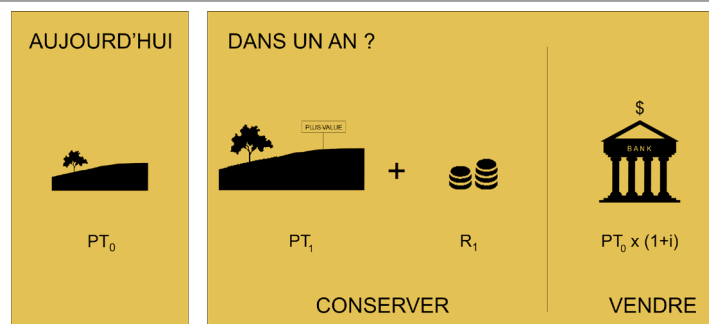 AUJOURD'HUI
PT₀
DANS UN AN ?
PLUS VALUE
+
$
BANK
PT₁
R₁
PT₀ x (1+i)
CONSERVER
VENDRE